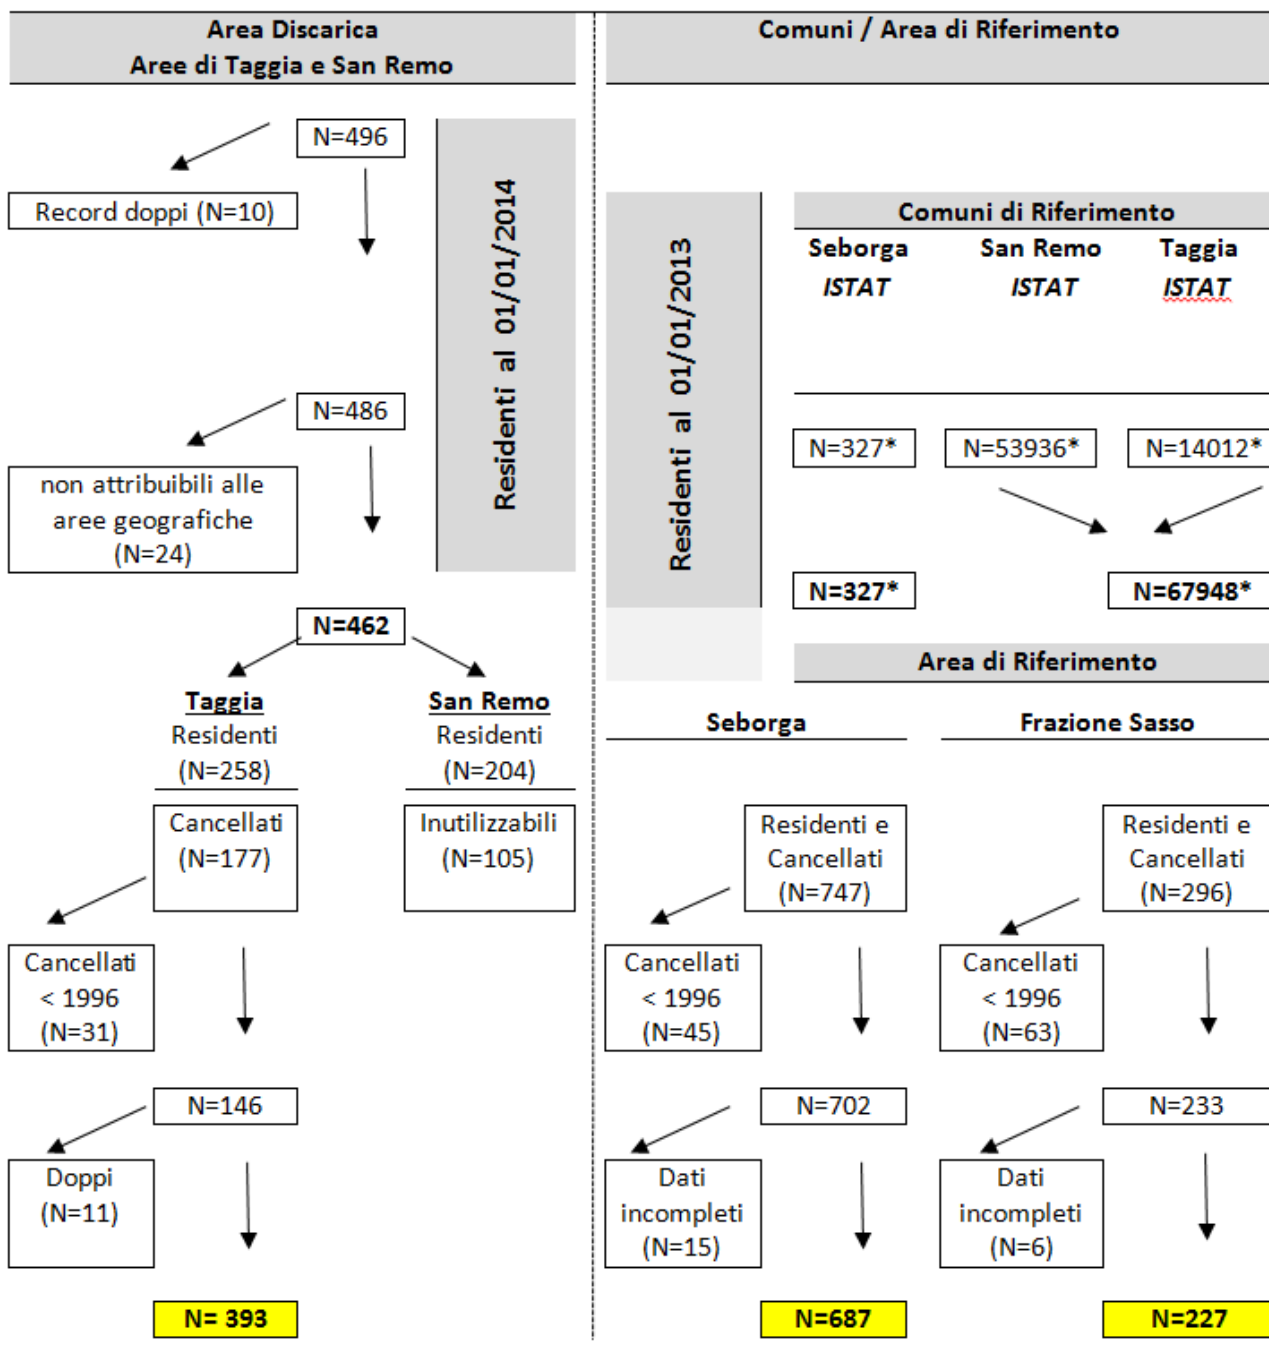 Area Discarica
Aree di Taggia e San Remo
N=496
Record doppi (N=10)
Residenti al 01/01/2014
N=486
non attribuibili alle
aree geografiche
(N=24)
N=462
Taggia
Residenti
(N=258)
San Remo
Residenti
(N=204)
Cancellati
(N=177)
Inutilizzabili
(N=105)
Cancellati
< 1996
(N=31)
N=146
Doppi
(N=11)
N= 393
Comuni / Area di Riferimento
Residenti al 01/01/2013
Comuni di Riferimento
Seborga
ISTAT
San Remo
ISTAT
Taggia
ISTAT
N=327*
N=53936*
N=14012*
N=327*
N=67948*
Area di Riferimento
Seborga
Frazione Sasso
Residenti e
Cancellati
(N=747)
Residenti e
Cancellati
(N=296)
Cancellati
< 1996
(N=45)
Cancellati
< 1996
(N=63)
N=702
N=233
Dati
incompleti
(N=15)
Dati
incompleti
(N=6)
N=687
N=227